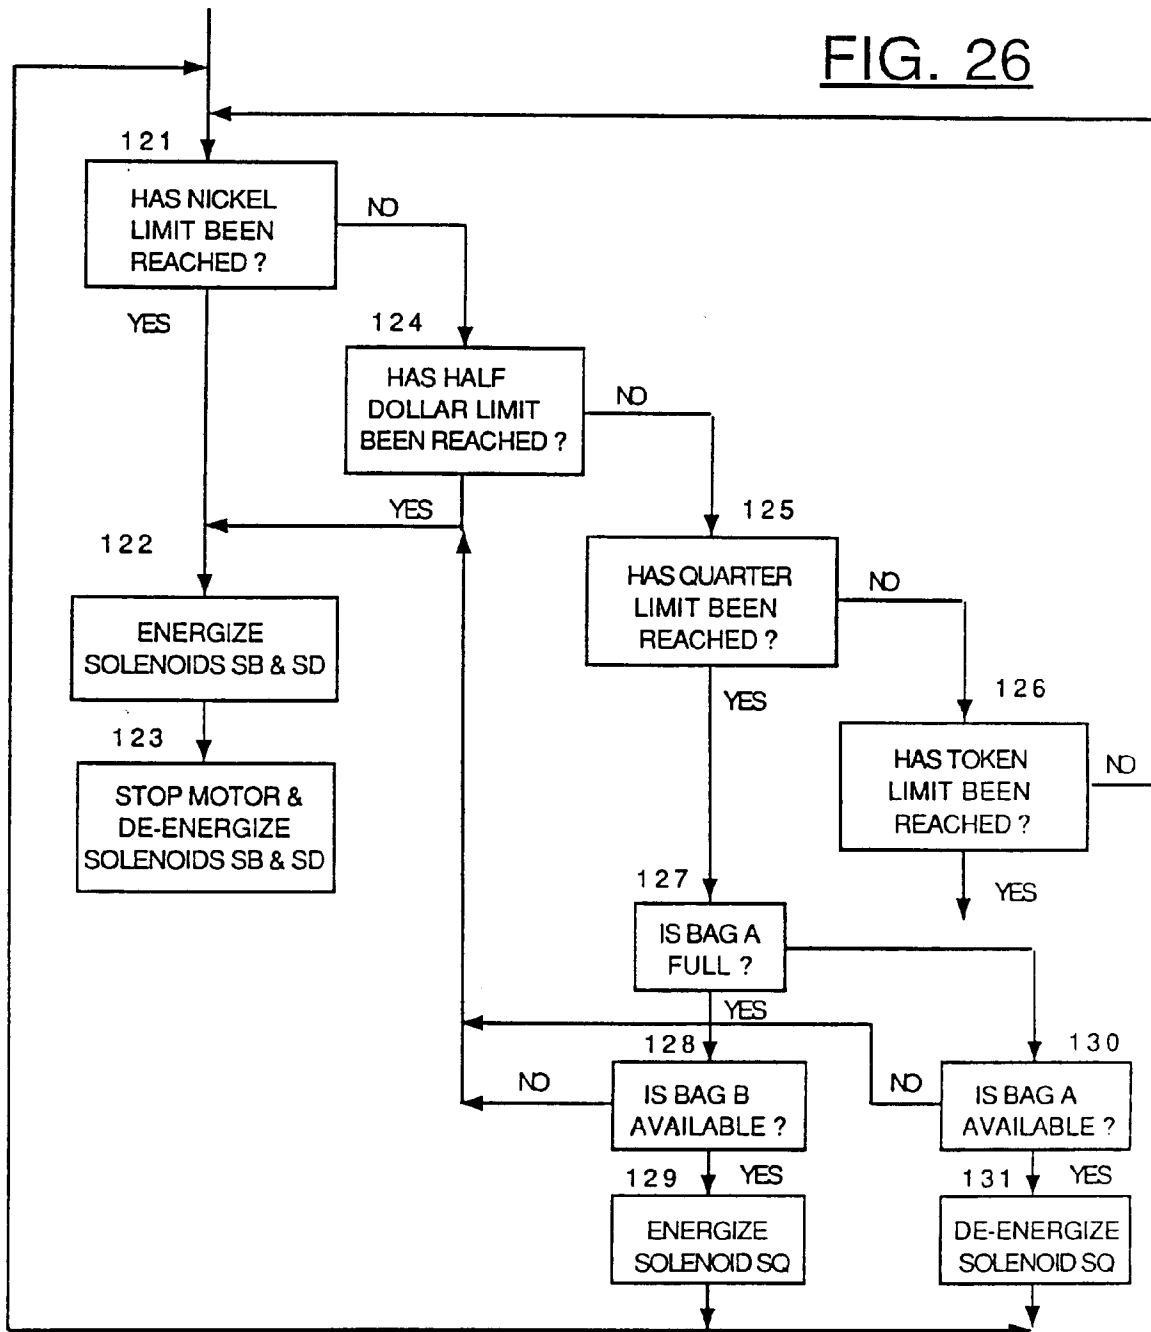 FIG. 26
121
HAS NICKEL
LIMIT BEEN
REACHED ?
NO
YES
124
HAS HALF
DOLLAR LIMIT
BEEN REACHED ?
NO
YES
125
HAS QUARTER
LIMIT BEEN
REACHED ?
NO
YES
122
ENERGIZE
SOLENOIDS SB & SD
123
STOP MOTOR &
DE-ENERGIZE
SOLENOIDS SB & SD
126
HAS TOKEN
LIMIT BEEN
REACHED ?
NO
YES
127
IS BAG A
FULL ?
YES
128
IS BAG B
AVAILABLE ?
NO
YES
130
IS BAG A
AVAILABLE ?
NO
YES
129
ENERGIZE
SOLENOID SQ
131
DE-ENERGIZE
SOLENOID SQ